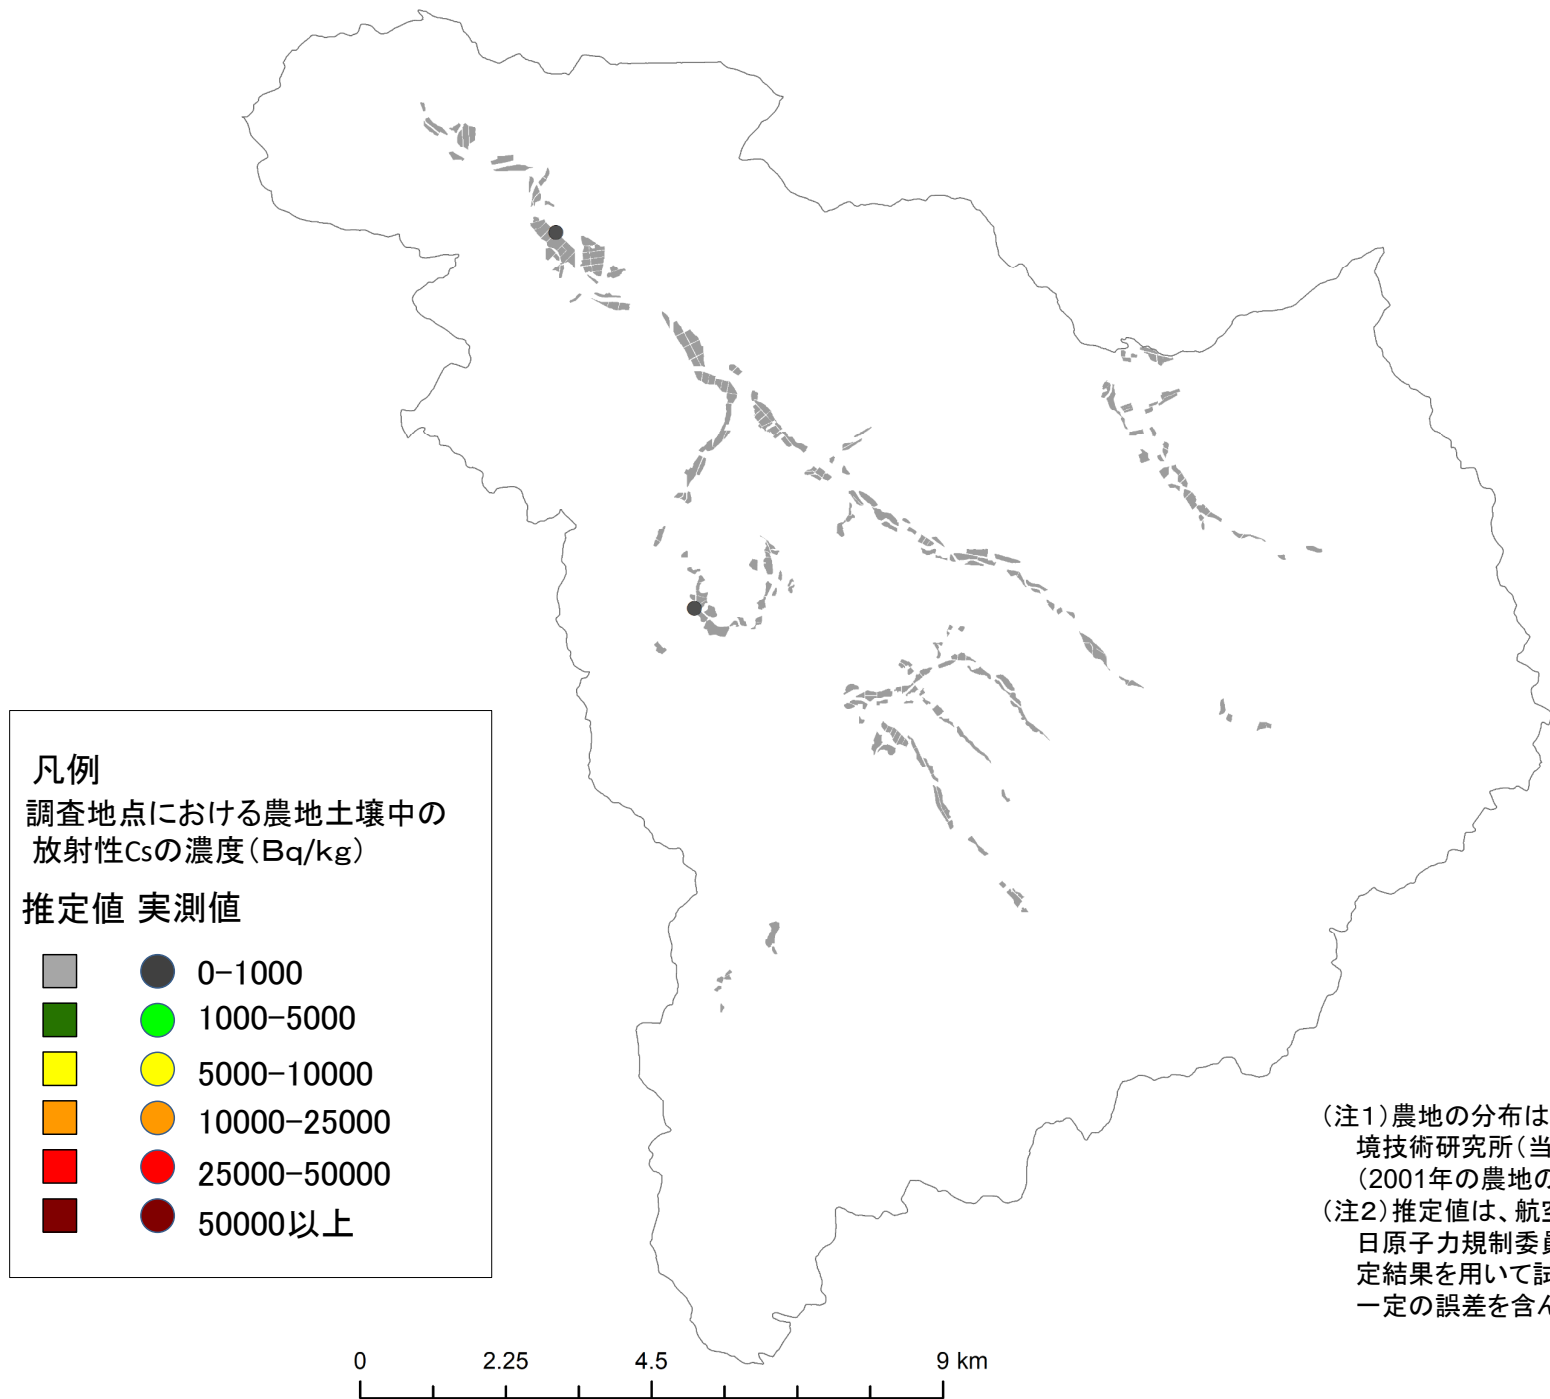 凡例
調査地点における農地土壌中の
放射性Csの濃度（Bq/kg）
推定値 実測値
0-1000
1000-5000
5000-10000
10000-25000
25000-50000
50000以上
（注1）農地の分布は
境技術研究所（当
（2001年の農地の
（注2）推定値は、航空
日原子力規制委員
定結果を用いて試
一定の誤差を含ん
0 2.25 4.5 9 km